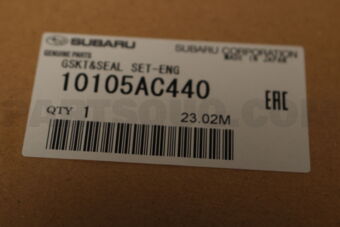 SUBARU
SUBARU CORPORATION
GENUINE PARTS
MADE IN JAPAN
GSKT&SEAL SET-ENG
10105AC440
EAC
QTY 1
23.02M